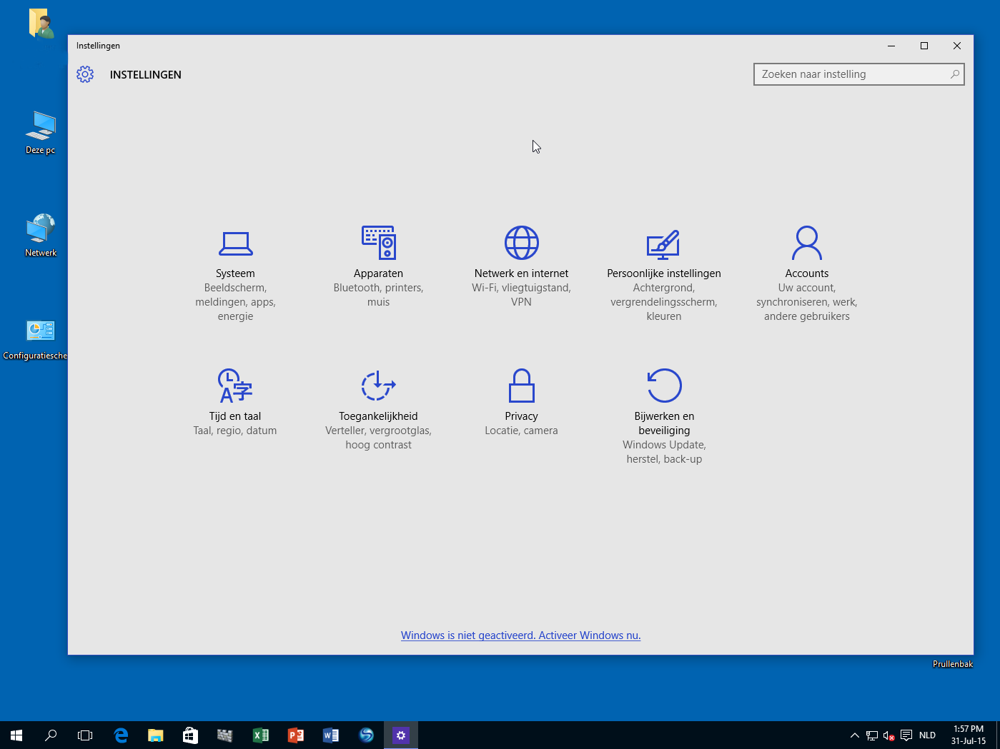 Instellingen
INSTELLINGEN
Zoeken naar instelling
Deze pc
Netwerk
Configuratiesche
Systeem
Beeldscherm,
meldingen, apps,
energie
Apparaten
Bluetooth, printers,
muis
Netwerk en internet
Wi-Fi, vliegtuigstand,
VPN
Persoonlijke instellingen
Achtergrond,
vergrendelingsscherm,
kleuren
Accounts
Uw account,
synchroniseren, werk,
andere gebruikers
Tijd en taal
Taal, regio, datum
Toegankelijkheid
Verteller, vergrootglas,
hoog contrast
Privacy
Locatie, camera
Bijwerken en
beveiliging
Windows Update,
herstel, back-up
Windows is niet geactiveerd. Activeer Windows nu.
Prullenbak
NLD
1:57 PM
31-Jul-15